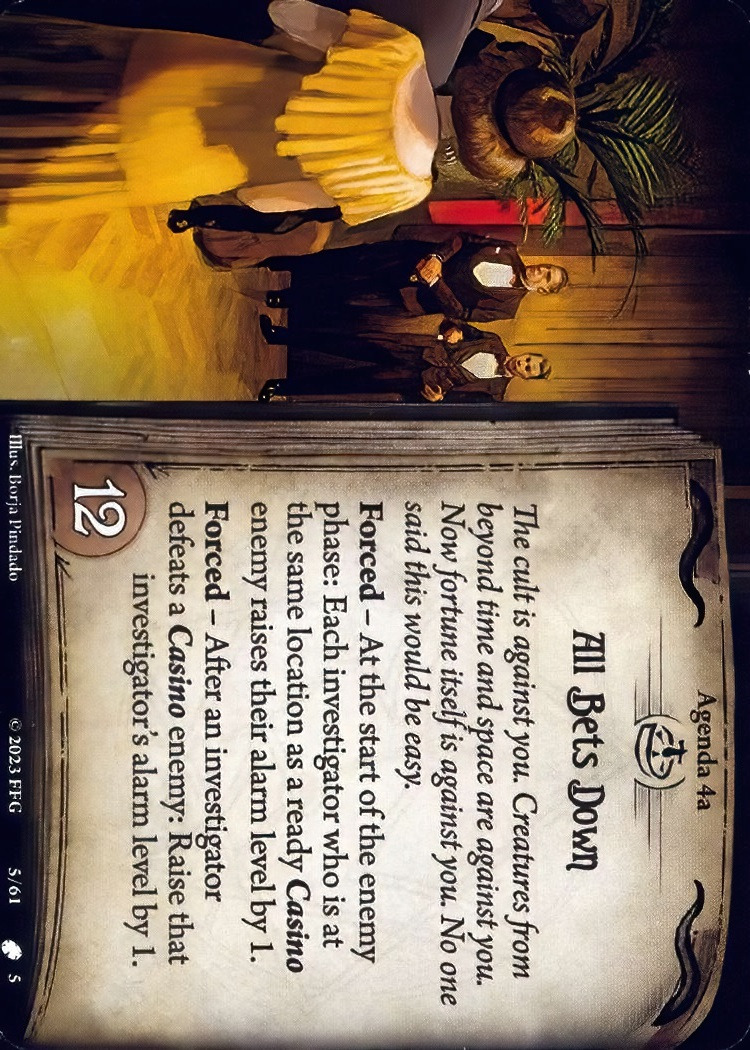 Agenda 4a
All Bets Down
The cult is against you. Creatures from
beyond time and space are against you.
Now fortune itself is against you. No one
said this would be easy.
Forced – At the start of the enemy
phase: Each investigator who is at
the same location as a ready Casino
enemy raises their alarm level by 1.
Forced – After an investigator
defeats a Casino enemy: Raise that
investigator's alarm level by 1.
12
Illus. Borja Pindado
© 2023 FFG
5/61
5